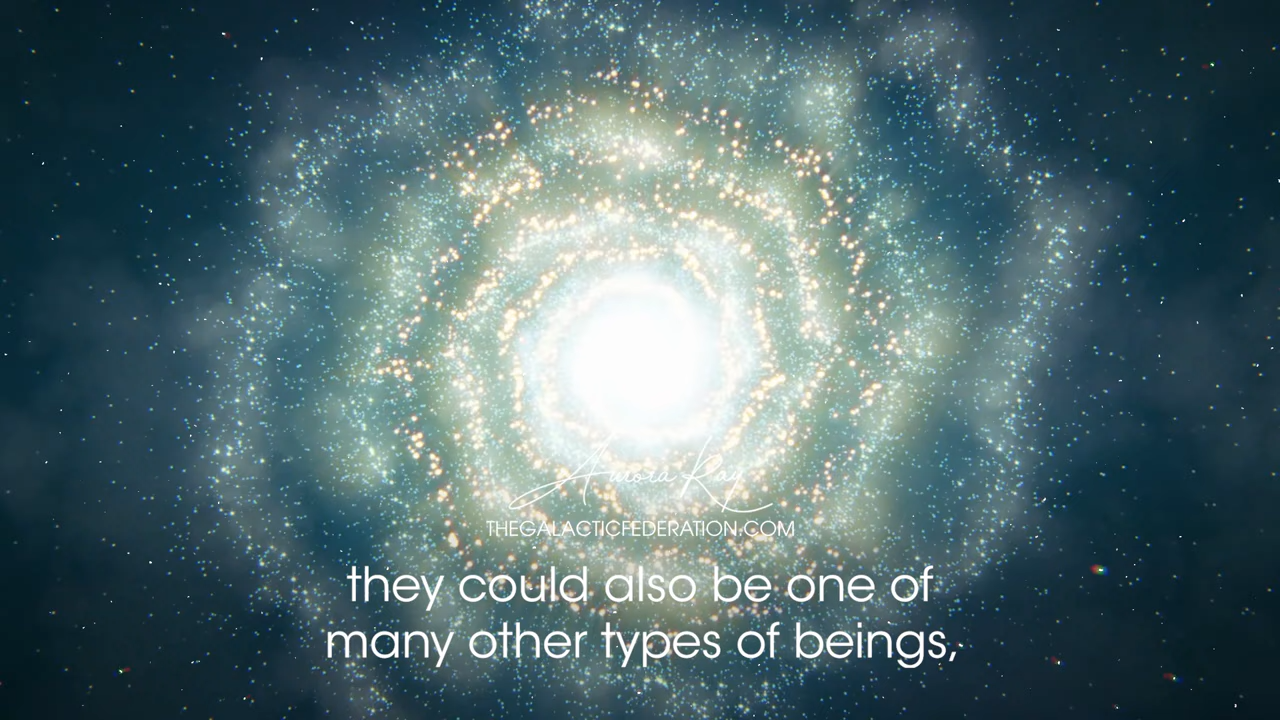 Aurora Ray
THEGALACTICFEDERATION.COM
they could also be one of
many other types of beings,